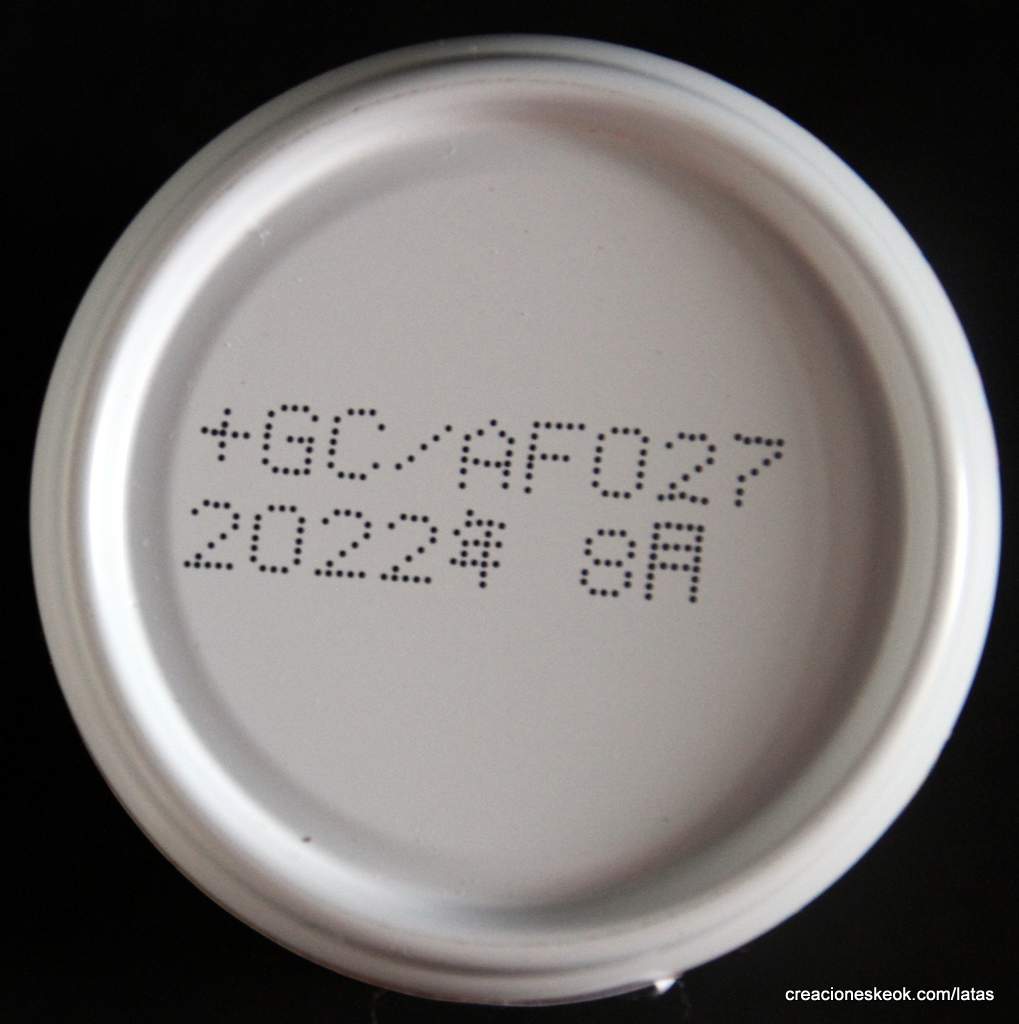 +GC/AF027
2022年 8月
creacioneskeok.com/latas